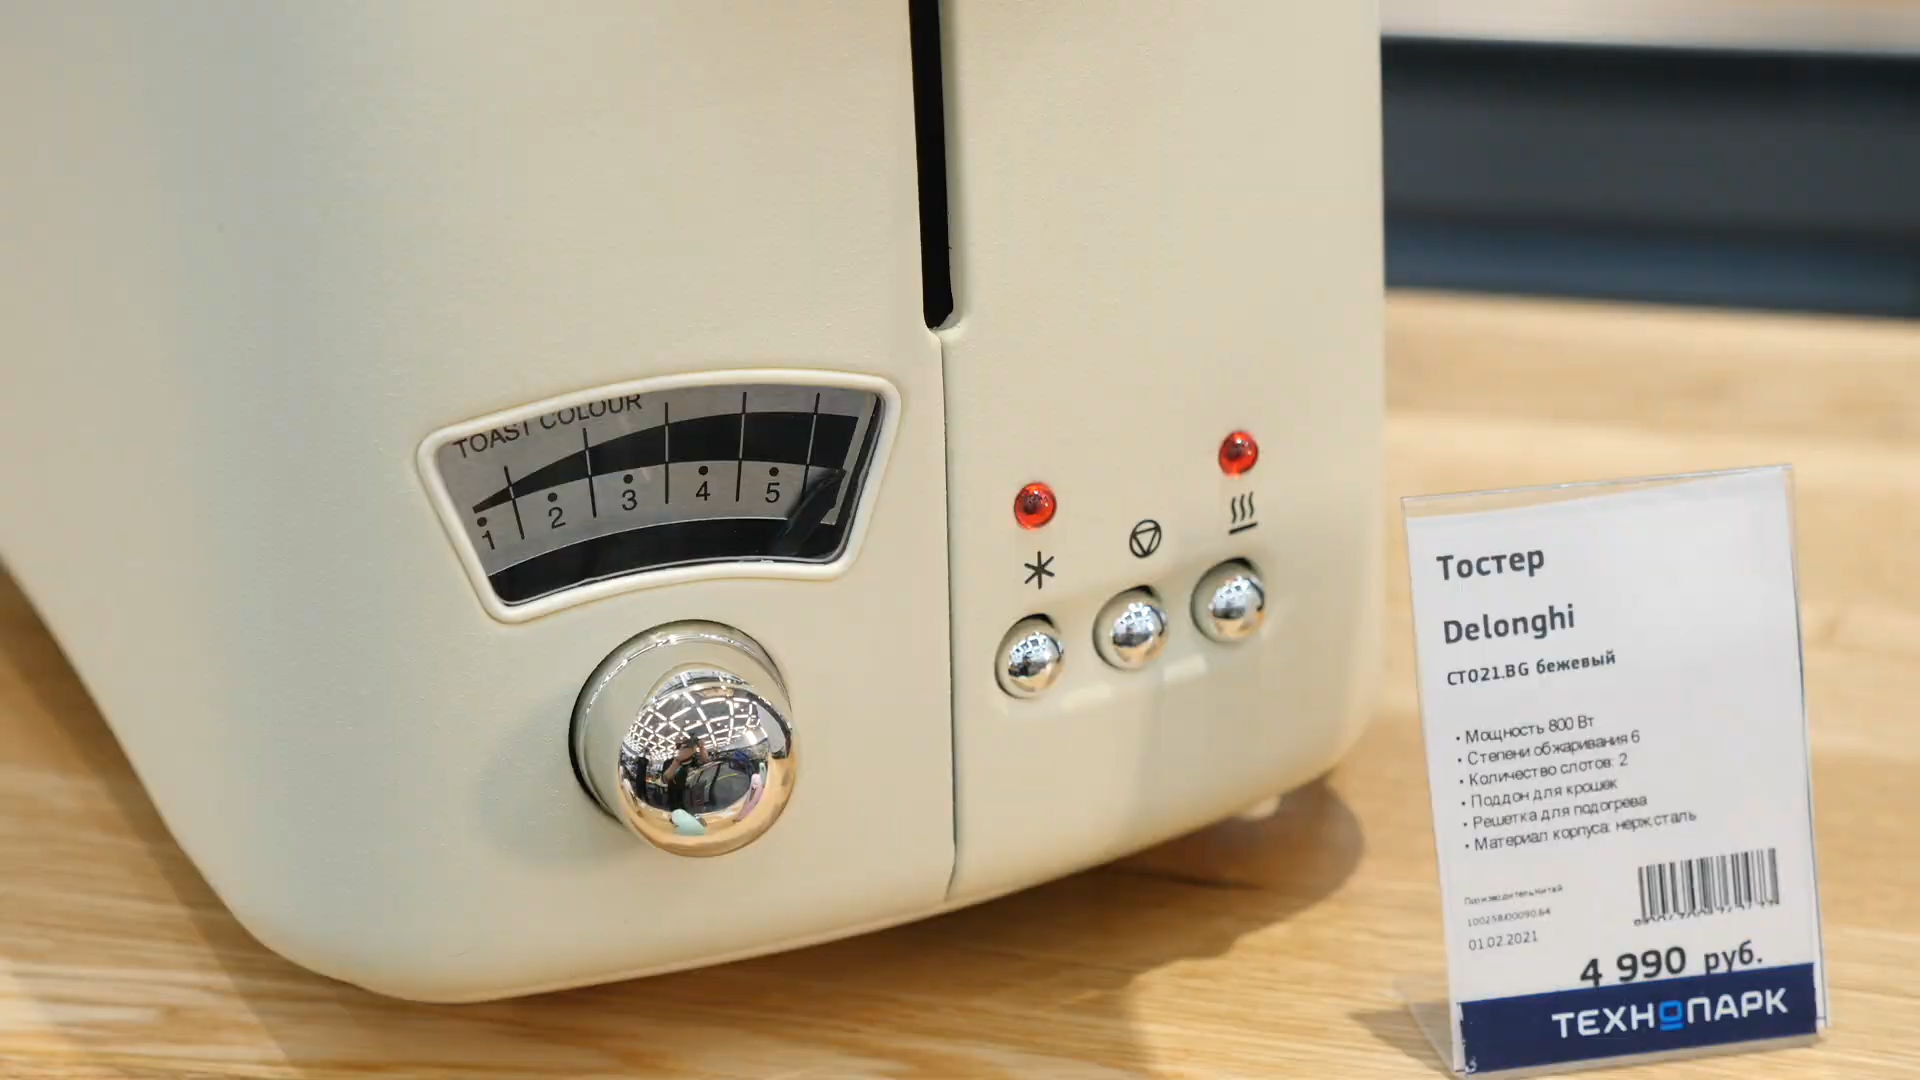 TOAST COLOUR
1 2 3 4 5
Тостер
Delonghi
CTO21.BG бежевый
• Мощность 800 Вт
• Степени обжаривания 6
• Количество слотов: 2
• Поддон для крошек
• Решетка для подогрева
• Материал корпуса: нерж.сталь
Производитель:Китай
01.02.2021
4 990 руб.
ТЕХНОПАРК